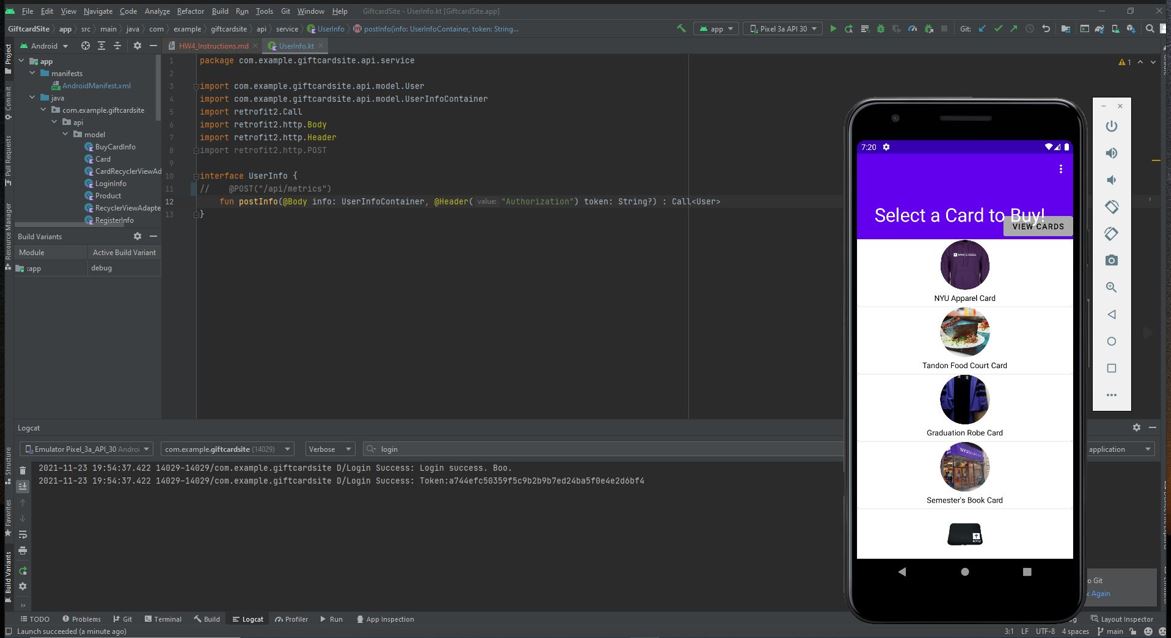 File Edit View Navigate Code Analyze Refactor Build Run Tools Git Window Help GiftcardSite - UserInfo.kt [GiftcardSite.app]
GiftcardSite app src main java com example giftcardsite api service UserInfo postInfo(info: UserInfoContainer, token: String...
app Pixel 3a API 30 Git:
Android
HW4_Instructions.md UserInfo.kt
Project
Commit
Pull Requests
Resource Manager
app
manifests
AndroidManifest.xml
java
com.example.giftcardsite
api
model
BuyCardInfo
Card
CardRecyclerViewAd
LoginInfo
Product
RecyclerViewAdapte
RegisterInfo
Build Variants
Module Active Build Variant
:app debug
1 package com.example.giftcardsite.api.service
2
3 import com.example.giftcardsite.api.model.User
4 import com.example.giftcardsite.api.model.UserInfoContainer
5 import retrofit2.Call
6 import retrofit2.http.Body
7 import retrofit2.http.Header
8 import retrofit2.http.POST
9
10 interface UserInfo {
11 // @POST("/api/metrics")
12 fun postInfo(@Body info: UserInfoContainer, @Header( value: "Authorization") token: String?) : Call<User>
13 }
1
7:20
Select a Card to Buy!
VIEW CARDS
NYU Apparel Card
Tandon Food Court Card
Graduation Robe Card
Semester's Book Card
Logcat
Emulator Pixel_3a_API_30 Android com.example.giftcardsite (14029) Verbose login
application
2021-11-23 19:54:37.422 14029-14029/com.example.giftcardsite D/Login Success: Login success. Boo.
2021-11-23 19:54:37.422 14029-14029/com.example.giftcardsite D/Login Success: Token:a744efc50359f5c9b2b9b7ed24ba5f0e4e2d6bf4
Structure
Favorites
Build Variants
o Git
Again
TODO Problems Git Terminal Build Logcat Profiler Run App Inspection
Layout Inspector
Launch succeeded (a minute ago)
3:1 LF UTF-8 4 spaces main